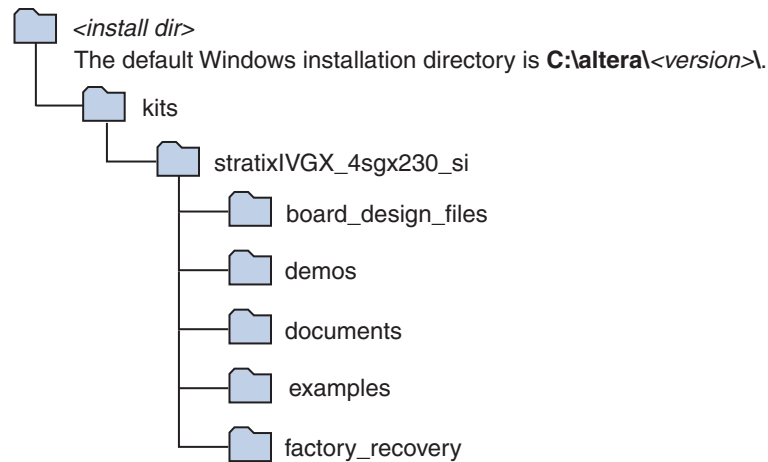 <install dir>
The default Windows installation directory is C:\altera\<version>\.
kits
stratixIVGX_4sgx230_si
board_design_files
demos
documents
examples
factory_recovery